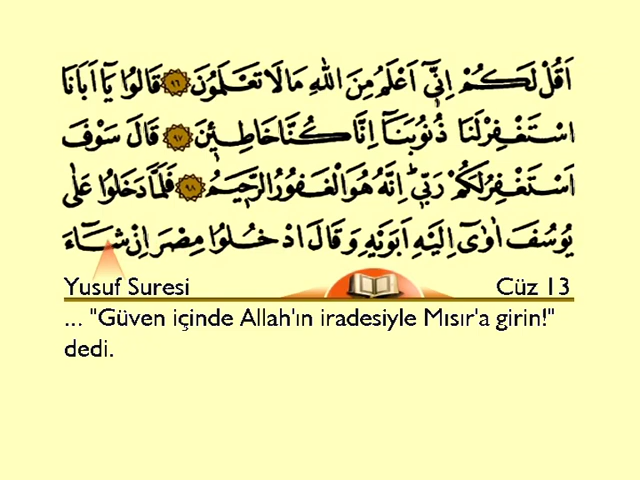 اَقُلْ لَكُمْ اِنّٖٓي اَعْلَمُ مِنَ اللّٰهِ مَا لَا تَعْلَمُونَ ﴿٩٦﴾ قَالُوا يَٓا اَبَانَا
اسْتَغْفِرْ لَنَا ذُنُوبَنَٓا اِنَّا كُنَّا خَاطِـٖٔينَ ﴿٩٧﴾ قَالَ سَوْفَ
اَسْتَغْفِرُ لَكُمْ رَبّٖيؕ اِنَّهُ هُوَ الْغَفُورُ الرَّحٖيمُ ﴿٩٨﴾ فَلَمَّا دَخَلُوا عَلٰى
يُوسُفَ اٰوٰٓى اِلَيْهِ اَبَوَيْهِ وَقَالَ ادْخُلُوا مِصْرَ اِنْ شَٓاءَ
Yusuf Suresi Cüz 13
... "Güven içinde Allah'ın iradesiyle Mısır'a girin!"
dedi.